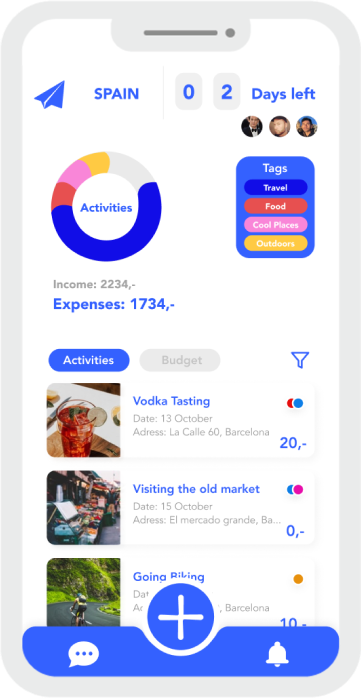 SPAIN
0 2 Days left
Activities
Tags
Travel
Food
Cool Places
Outdoors
Income: 2234,-
Expenses: 1734,-
Activities
Budget
Vodka Tasting
Date: 13 October
Adress: La Calle 60, Barcelona
20,-
Visiting the old market
Date: 15 October
Adress: El mercado grande, Ba...
0,-
Going Biking
Barcelona
10,-